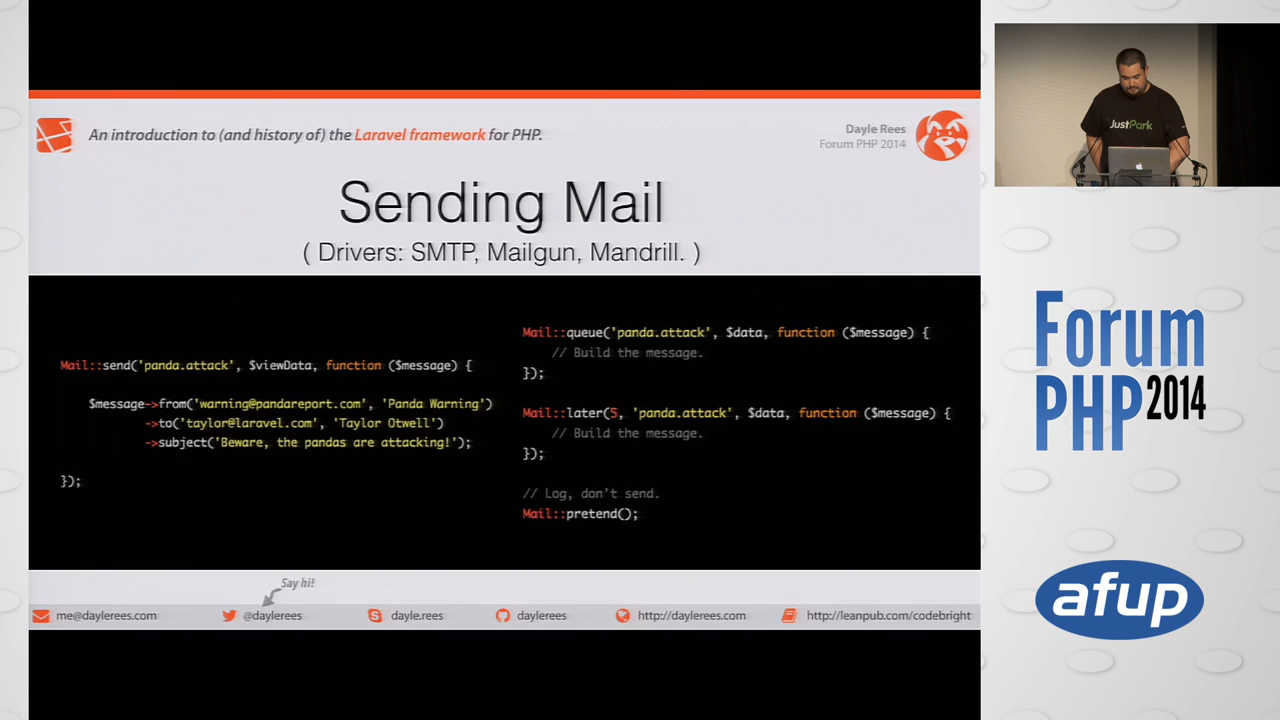 An introduction to (and history of) the Laravel framework for PHP.
Dayle Rees
Forum PHP 2014
Sending Mail
( Drivers: SMTP, Mailgun, Mandrill. )
Mail::send('panda.attack', $viewData, function ($message) {
$message->from('warning@pandareport.com', 'Panda Warning')
->to('taylor@laravel.com', 'Taylor Otwell')
->subject('Beware, the pandas are attacking!');
});
Mail::queue('panda.attack', $data, function ($message) {
// Build the message.
});
Mail::later(5, 'panda.attack', $data, function ($message) {
// Build the message.
});
// Log, don't send.
Mail::pretend();
Say hi!
me@daylerees.com
@daylerees
dayle.rees
daylerees
http://daylerees.com
http://leanpub.com/codebright
JustPark
Forum
PHP 2014
afup